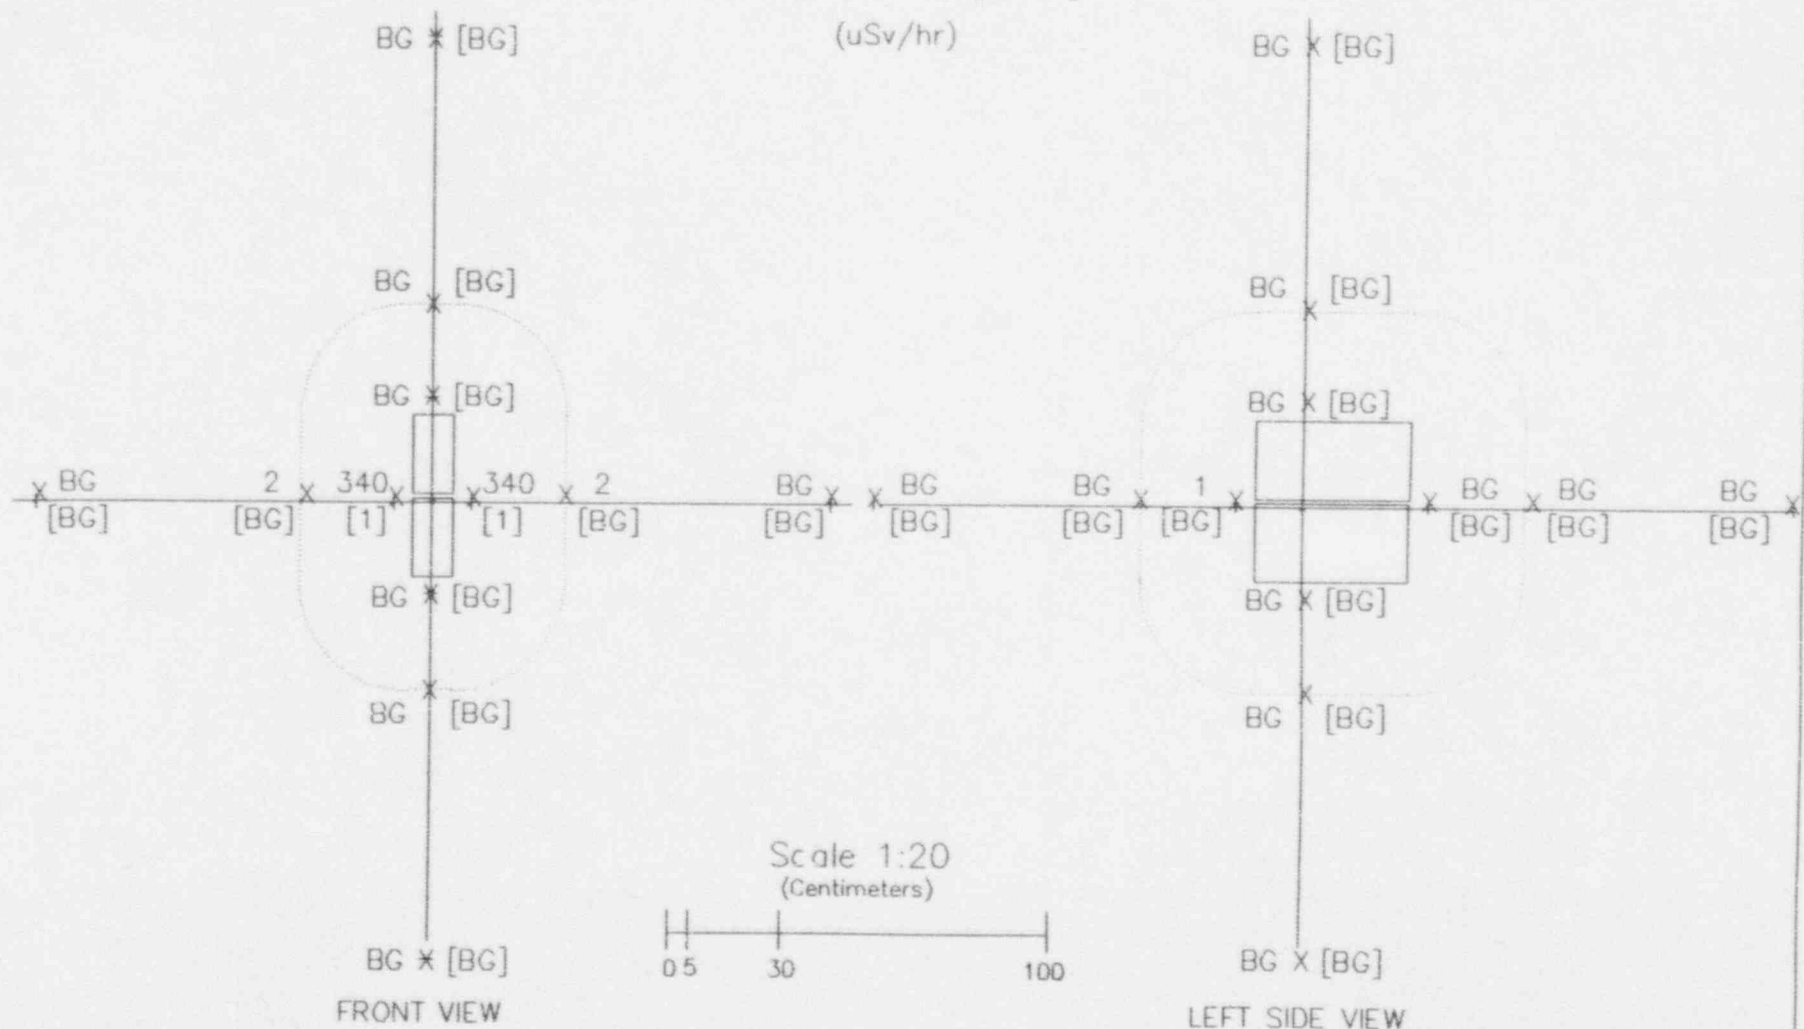 (uSv/hr)
BG [BG] BG [BG]
BG [BG] BG [BG]
BG [BG] BG [BG]
BG 2 340 340 2 BG BG BG 1 BG BG BG
[BG] [BG] [1] [1] [BG] [BG] [BG] [BG] [BG] [BG] [BG] [BG]
BG [BG] BG [BG]
BG [BG] BG [BG]
Scale 1:20
(Centimeters)
0 5 30 100
BG [BG] BG [BG]
FRONT VIEW LEFT SIDE VIEW